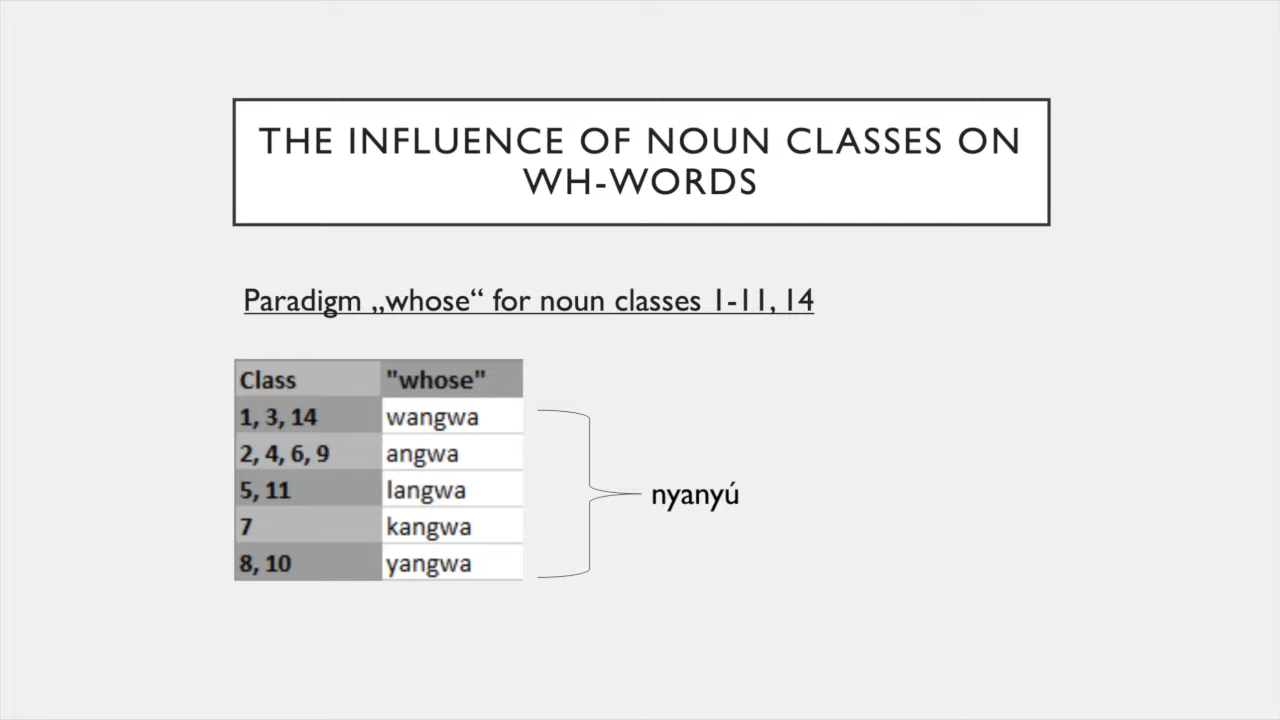 THE INFLUENCE OF NOUN CLASSES ON
WH-WORDS
Paradigm „whose“ for noun classes 1-11, 14
Class "whose"
1, 3, 14 wangwa
2, 4, 6, 9 angwa
5, 11 langwa
7 kangwa
8, 10 yangwa
nyanyú